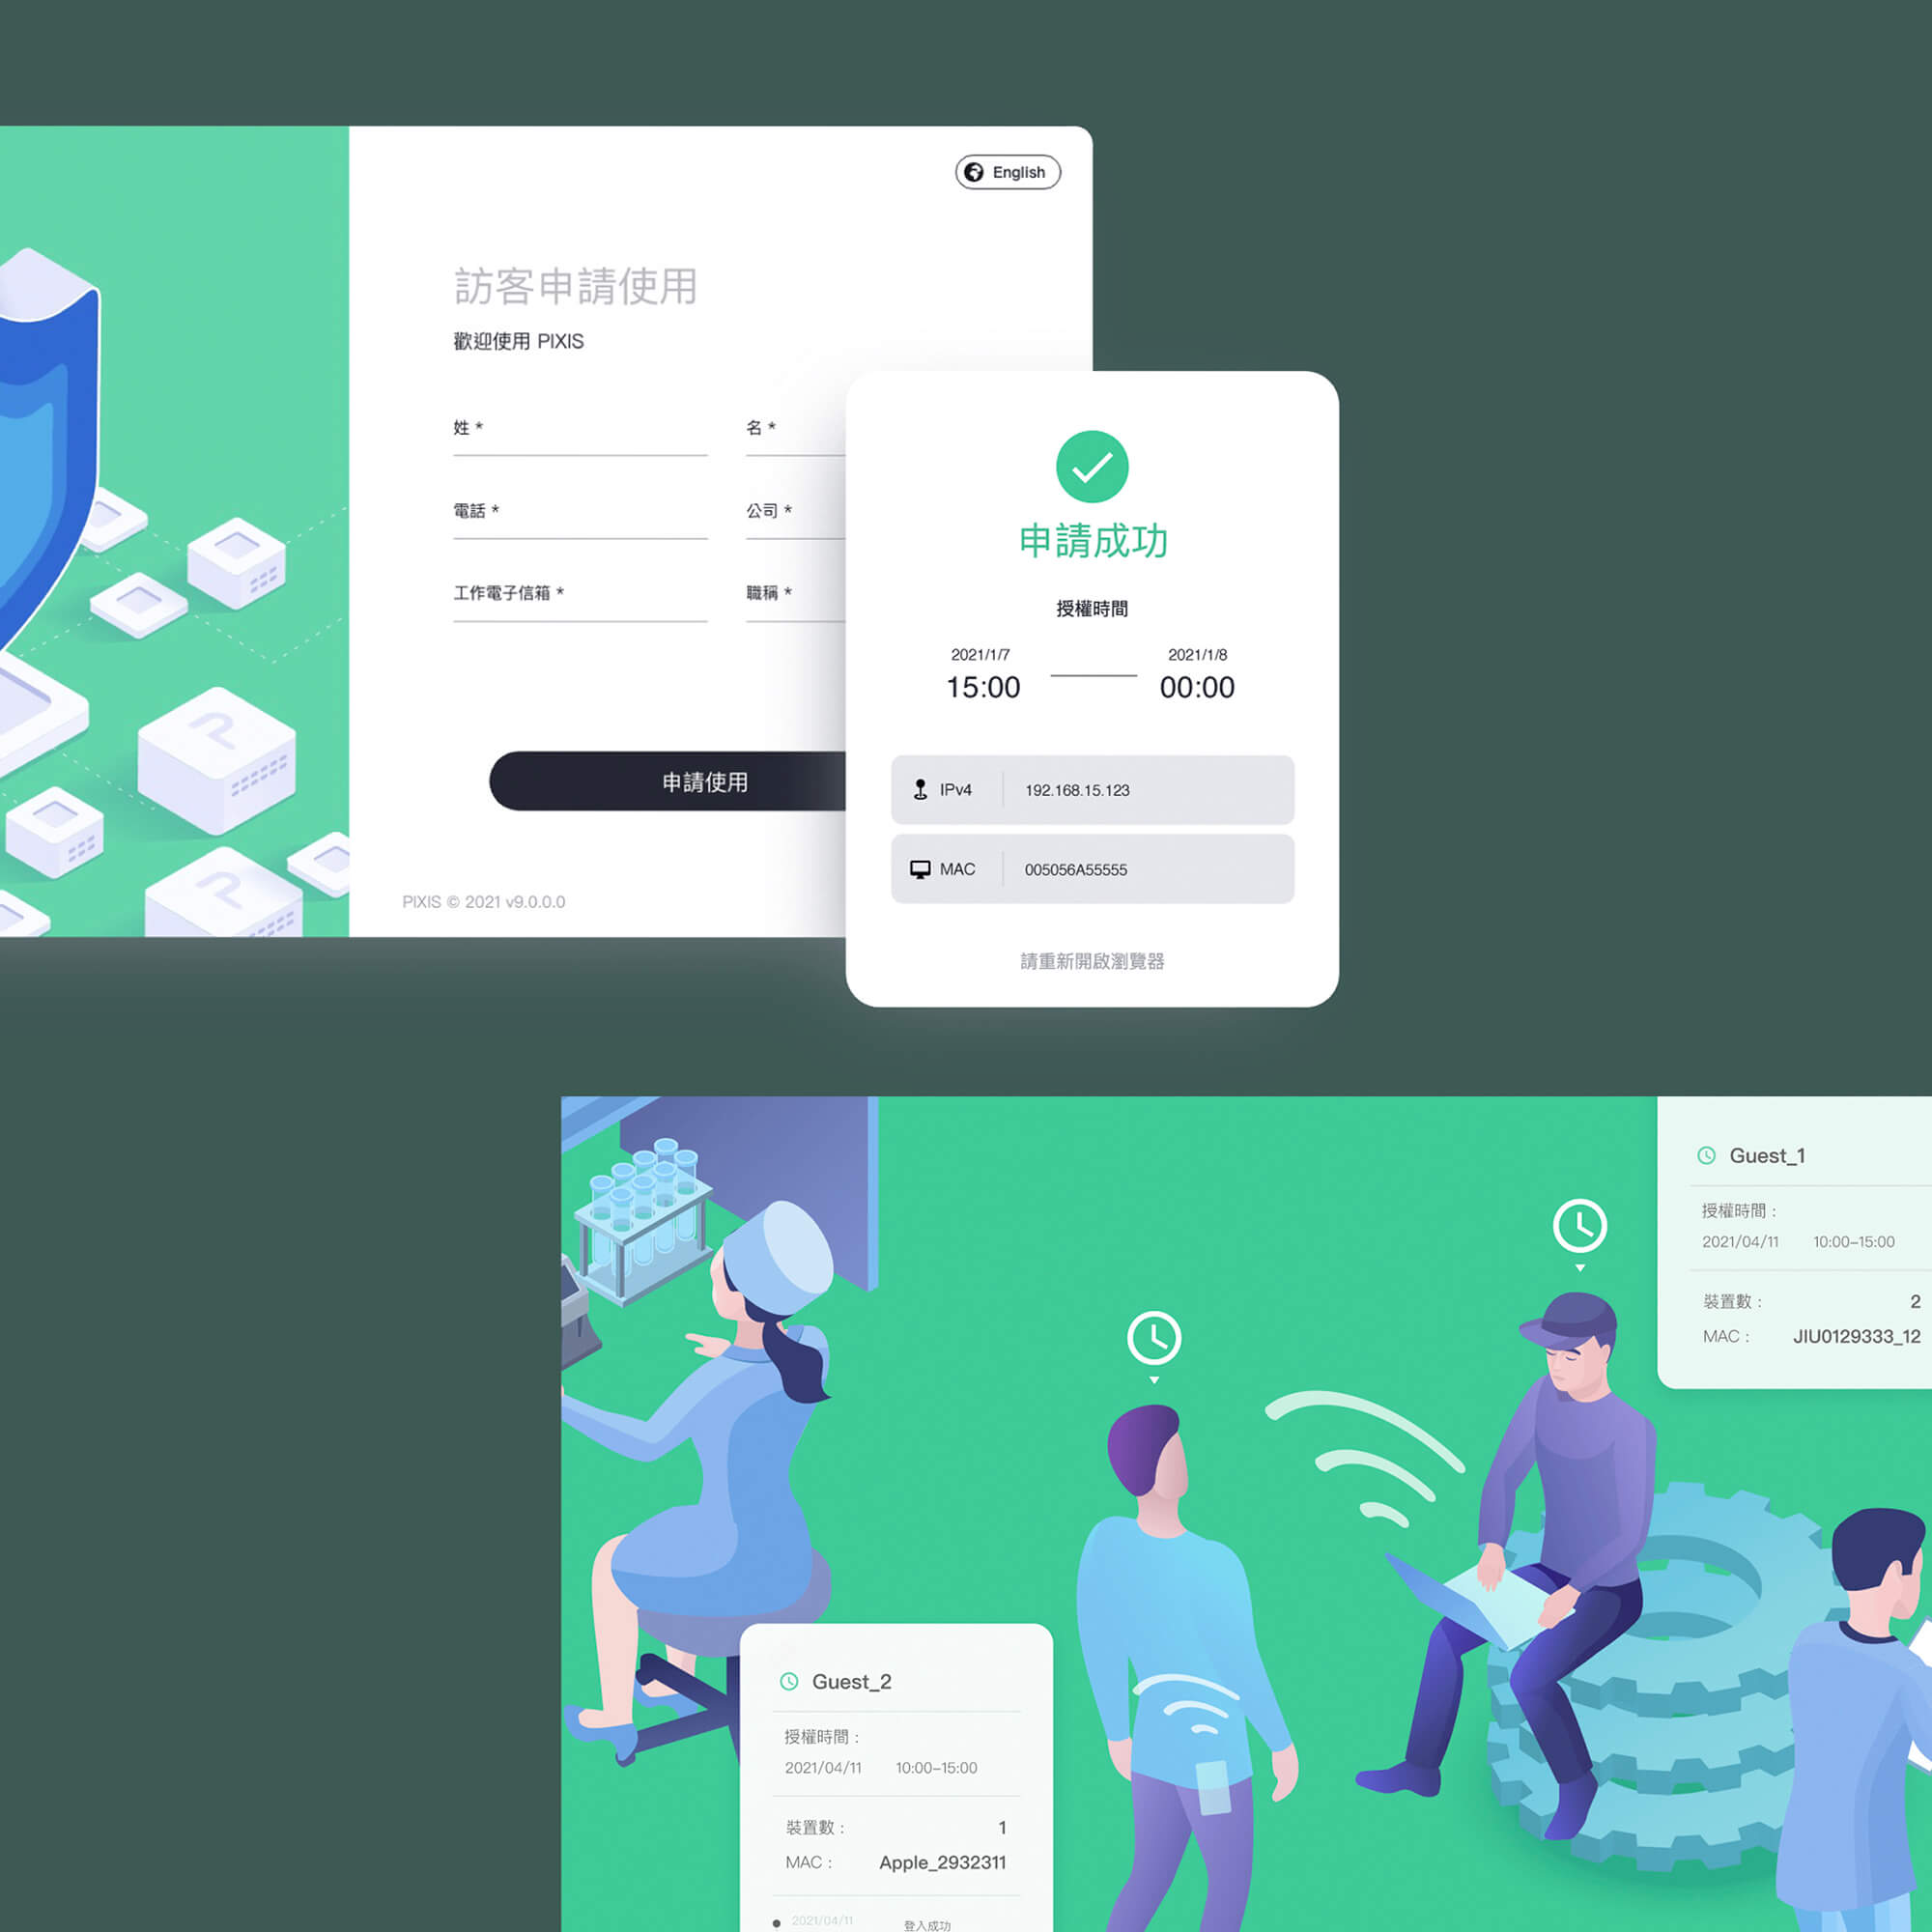 English
訪客申請使用
歡迎使用 PIXIS
姓 *
名 *
電話 *
公司 *
工作電子信箱 *
職稱 *
申請使用
PIXIS © 2021 v9.0.0.0
申請成功
授權時間
2021/1/7
2021/1/8
15:00
00:00
IPv4 192.168.15.123
MAC 005056A55555
請重新開啟瀏覽器
Guest_1
授權時間 :
2021/04/11 10:00–15:00
裝置數 : 2
MAC : JIU0129333_12
Guest_2
授權時間 :
2021/04/11 10:00–15:00
裝置數 : 1
MAC : Apple_2932311
2021/04/11 登入成功